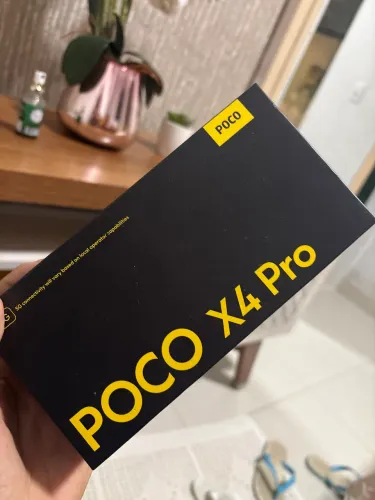 POCO
5G connectivity will vary based on local operator capabilities
POCO X4 Pro